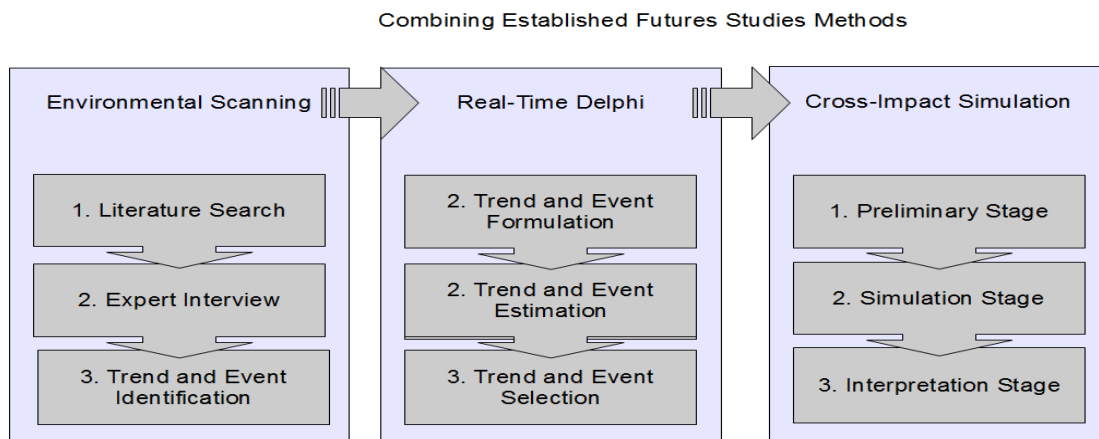 Combining Established Futures Studies Methods
Environmental Scanning
1. Literature Search
2. Expert Interview
3. Trend and Event
Identification
Real-Time Delphi
2. Trend and Event
Formulation
2. Trend and Event
Estimation
3. Trend and Event
Selection
Cross-Impact Simulation
1. Preliminary Stage
2. Simulation Stage
3. Interpretation Stage